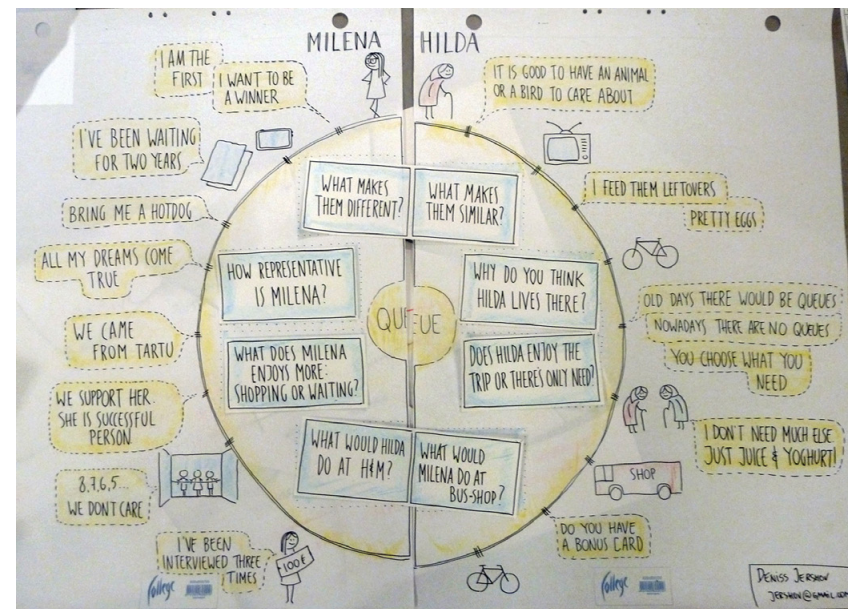 MILENA
HILDA
I AM THE
FIRST
I WANT TO BE
A WINNER
I'VE BEEN WAITING
FOR TWO YEARS
BRING ME A HOTDOG
ALL MY DREAMS COME
TRUE
WE CAME
FROM TARTU
WE SUPPORT HER.
SHE IS SUCCESSFUL
PERSON
8,7,6,5...
WE DONT CARE
I'VE BEEN
INTERVIEWED THREE
TIMES
100€
WHAT MAKES
THEM DIFFERENT?
WHAT MAKES
THEM SIMILAR?
HOW REPRESENTATIVE
IS MILENA?
WHY DO YOU THINK
HILDA LIVES THERE?
QUEUE
WHAT DOES MILENA
ENJOYS MORE:
SHOPPING OR WAITING?
DOES HILDA ENJOY THE
TRIP OR THERE'S ONLY NEED?
WHAT WOULD HILDA
DO AT H&M?
WHAT WOULD
MILENA DO AT
BUS-SHOP?
IT IS GOOD TO HAVE AN ANIMAL
OR A BIRD TO CARE ABOUT
I FEED THEM LEFTOVERS
PRETTY EGGS
OLD DAYS THERE WOULD BE QUEUES
NOWADAYS THERE ARE NO QUEUES
YOU CHOOSE WHAT YOU
NEED
I DON'T NEED MUCH ELSE
JUST JUICE & YOGHURT!
SHOP
DO YOU HAVE
A BONUS CARD
College
College
DENISS JERSHOV
JERSHOV@GMAIL.COM